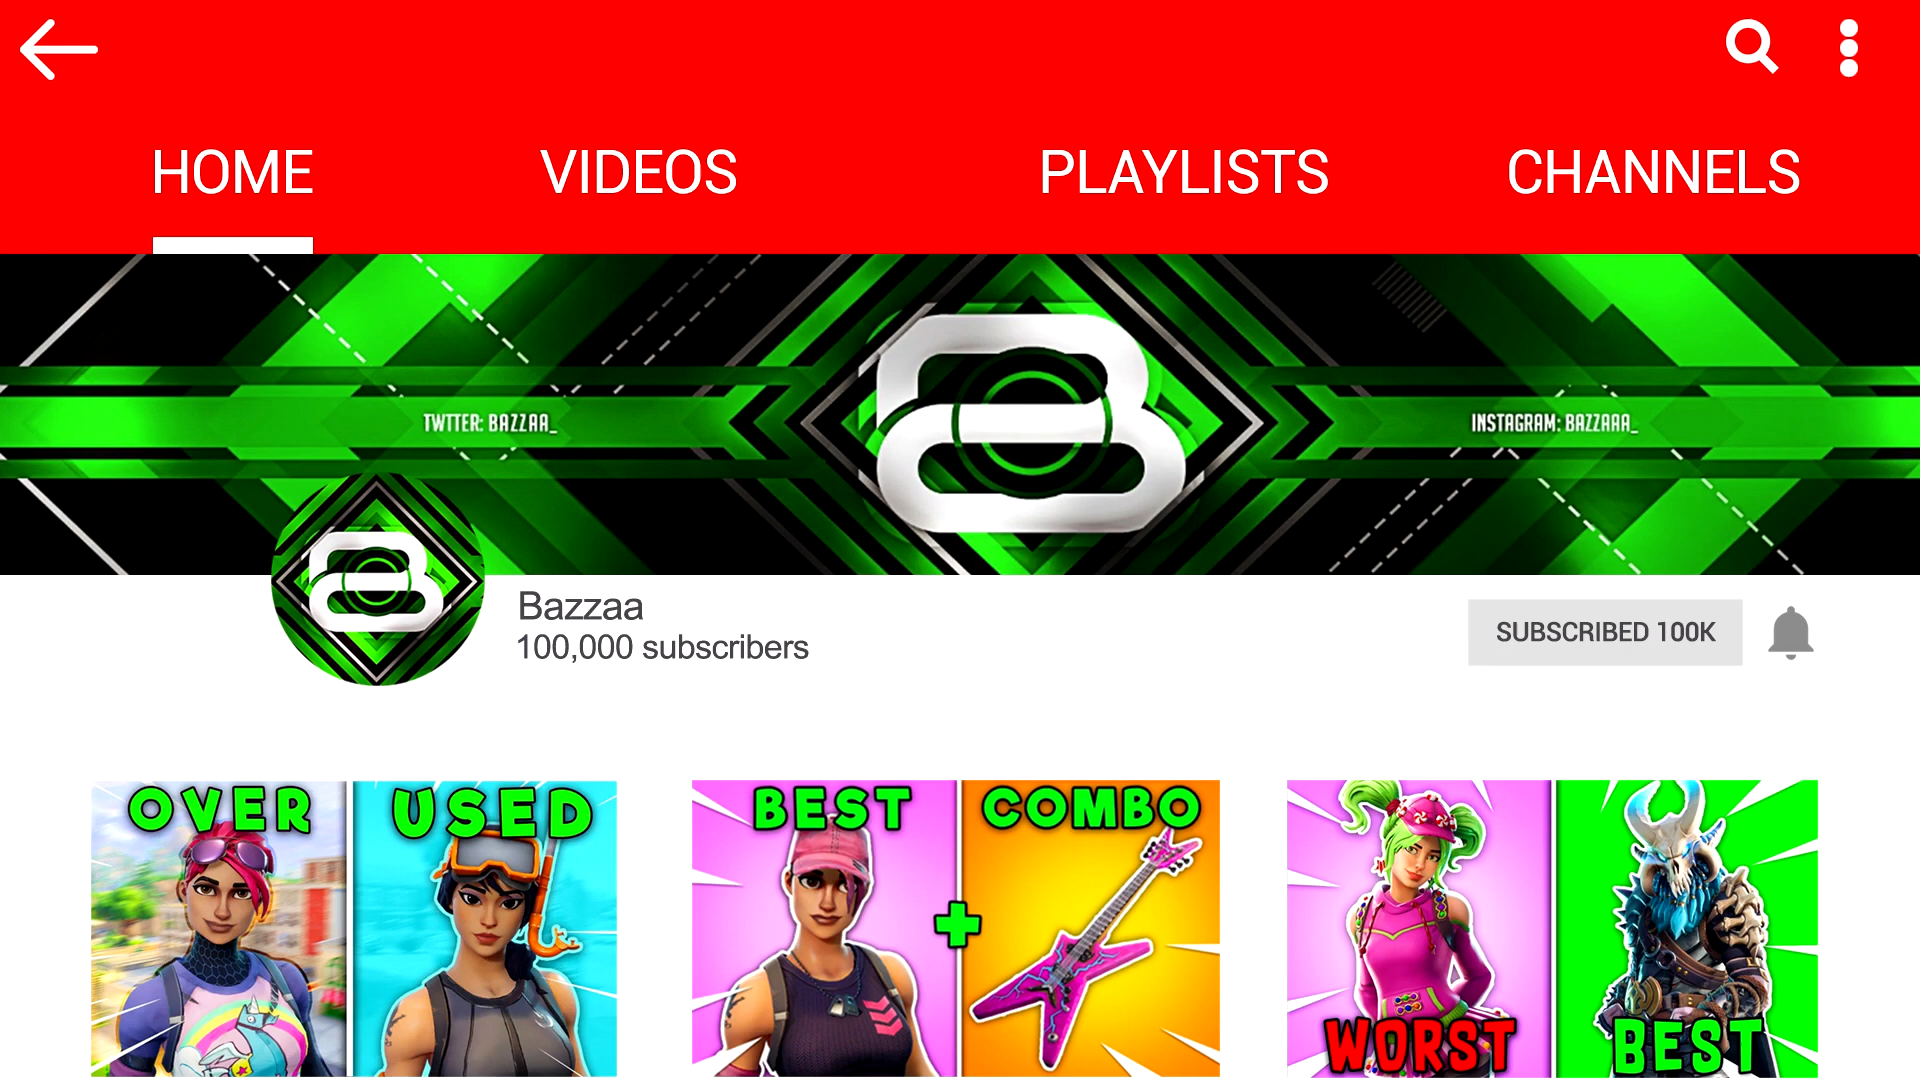 HOME VIDEOS PLAYLISTS CHANNELS
TWTTER: BAZZAA_ INSTAGRAM: BAZZAAA_
Bazzaa
100,000 subscribers
SUBSCRIBED 100K
OVER USED
BEST COMBO
+
WORST BEST